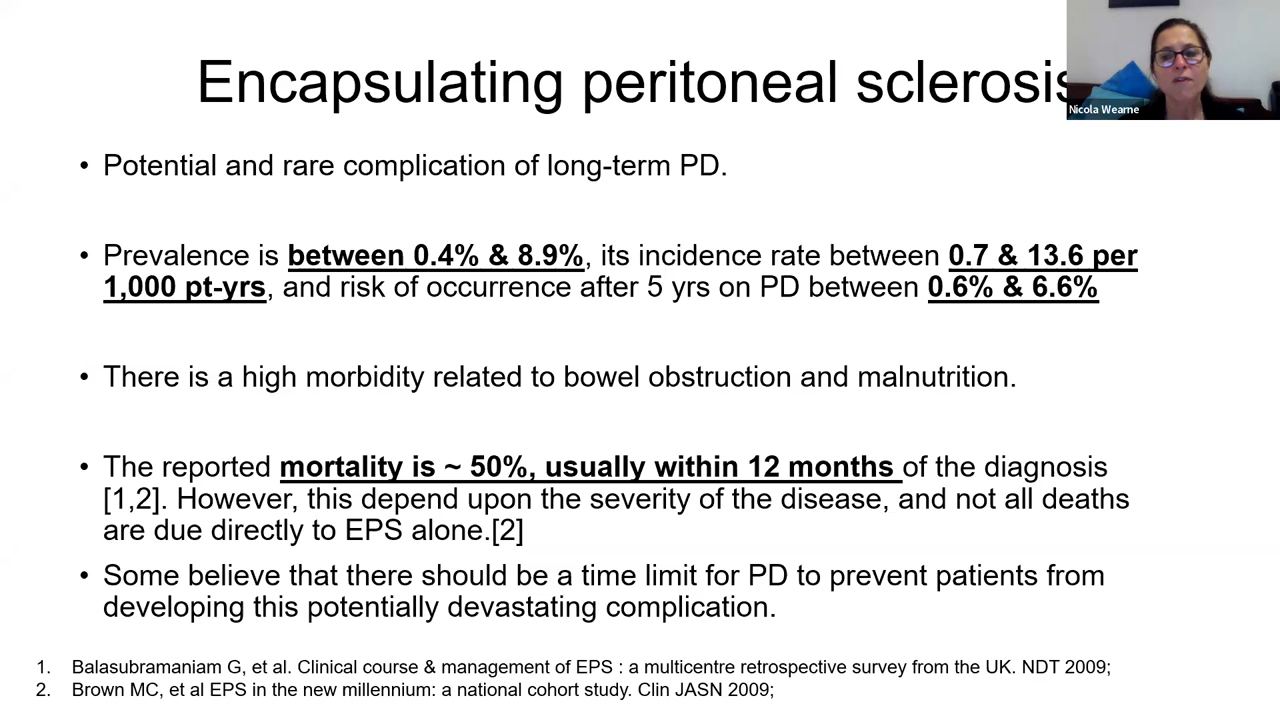 Encapsulating peritoneal sclerosis
Nicola Wearne
• Potential and rare complication of long-term PD.
• Prevalence is between 0.4% & 8.9%, its incidence rate between 0.7 & 13.6 per
1,000 pt-yrs, and risk of occurrence after 5 yrs on PD between 0.6% & 6.6%
• There is a high morbidity related to bowel obstruction and malnutrition.
• The reported mortality is ~ 50%, usually within 12 months of the diagnosis
[1,2]. However, this depend upon the severity of the disease, and not all deaths
are due directly to EPS alone.[2]
• Some believe that there should be a time limit for PD to prevent patients from
developing this potentially devastating complication.
1. Balasubramaniam G, et al. Clinical course & management of EPS : a multicentre retrospective survey from the UK. NDT 2009;
2. Brown MC, et al EPS in the new millennium: a national cohort study. Clin JASN 2009;